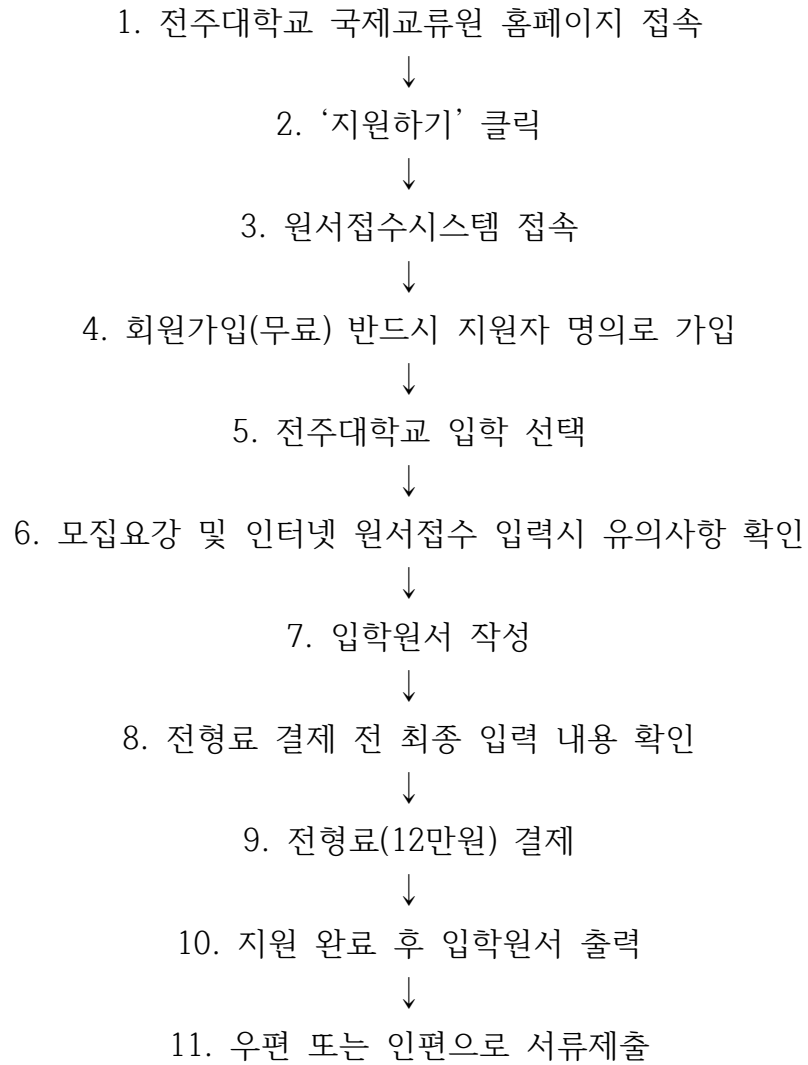 1. 전주대학교 국제교류원 홈페이지 접속
↓
2. ‘지원하기’ 클릭
↓
3. 원서접수시스템 접속
↓
4. 회원가입(무료) 반드시 지원자 명의로 가입
↓
5. 전주대학교 입학 선택
↓
6. 모집요강 및 인터넷 원서접수 입력시 유의사항 확인
↓
7. 입학원서 작성
↓
8. 전형료 결제 전 최종 입력 내용 확인
↓
9. 전형료(12만원) 결제
↓
10. 지원 완료 후 입학원서 출력
↓
11. 우편 또는 인편으로 서류제출